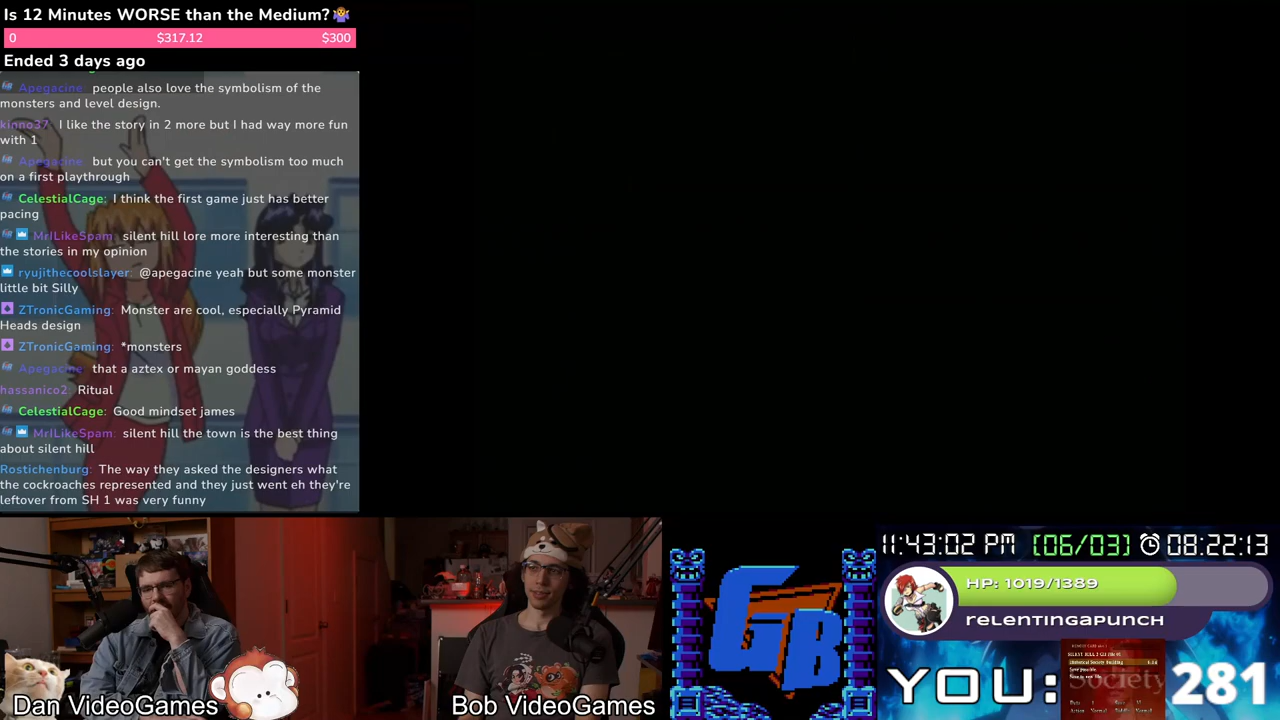 Is 12 Minutes WORSE than the Medium?🤷
0 $317.12 $300
Ended 3 days ago
Apegacine: people also love the symbolism of the
monsters and level design.
kinno37: I like the story in 2 more but I had way more fun
with 1
Apegacine: but you can't get the symbolism too much
on a first playthrough
CelestialCage: I think the first game just has better
pacing
MrILikeSpam: silent hill lore more interesting than
the stories in my opinion
ryujithecoolslayer: @apegacine yeah but some monster
little bit Silly
ZTronicGaming: Monster are cool, especially Pyramid
Heads design
ZTronicGaming: *monsters
Apegacine: that a aztex or mayan goddess
hassanico2: Ritual
CelestialCage: Good mindset james
MrILikeSpam: silent hill the town is the best thing
about silent hill
Rostichenburg: The way they asked the designers what
the cockroaches represented and they just went eh they're
leftover from SH 1 was very funny
Dan VideoGames
Bob VideoGames
GB
11:43:02 PM [06/03] 08:22:13
HP: 1019/1389
RELENTINGAPUNCH
YOU:
Society
281